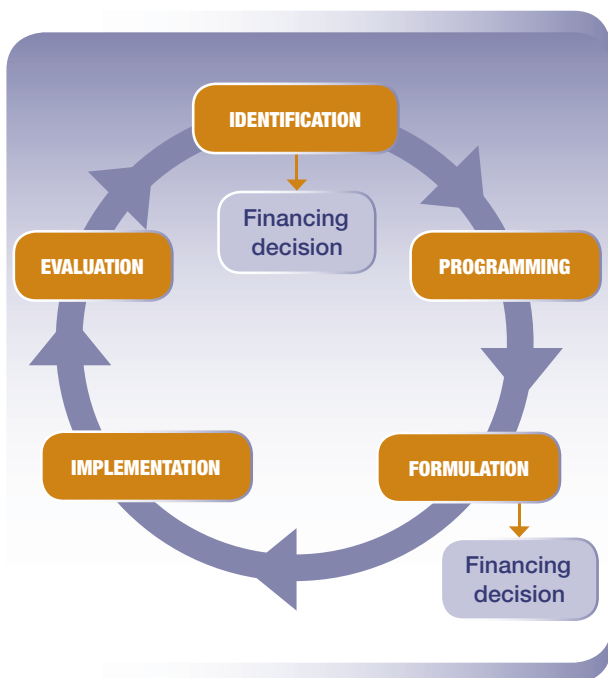 IDENTIFICATION
Financing
decision
EVALUATION
PROGRAMMING
IMPLEMENTATION
FORMULATION
Financing
decision